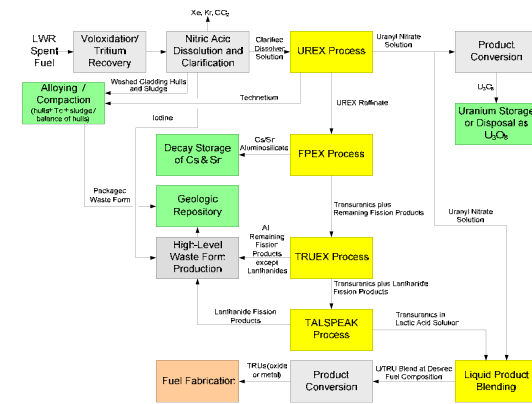 Xe, Kr, CO₂
LWR
Spent
Fuel
Voloxidation/
Tritium
Recovery
Nitric Acid
Dissolution and
Clarification
Clarified
Dissolver
Solution
UREX Process
Uranyl Nitrate
Solution
Product
Conversion
Washed Cladding Hulls
and Sludge
Alloying /
Compaction
(hulls+Tc+sludge/
balance of hulls)
Technetium
U₃O₈
UREX Raffinate
Uranium Storage
or Disposal as
U₃O₈
Iodine
Decay Storage
of Cs & Sr
Cs/Sr
Aluminosilicate
FPEX Process
Packaged
Waste Form
Geologic
Repository
Transuranics plus
Remaining Fission Products
Uranyl Nitrate
Solution
High-Level
Waste Form
Production
All
Remaining
Fission
Products
except
Lanthanides
TRUEX Process
Transuranics plus Lanthanide
Fission Products
Lanthanide Fission
Products
TALSPEAK
Process
Transuranics in
Lactic Acid Solution
Fuel Fabrication
TRUs(oxide
or metal)
Product
Conversion
U/TRU Blend at Desired
Fuel Composition
Liquid Product
Blending